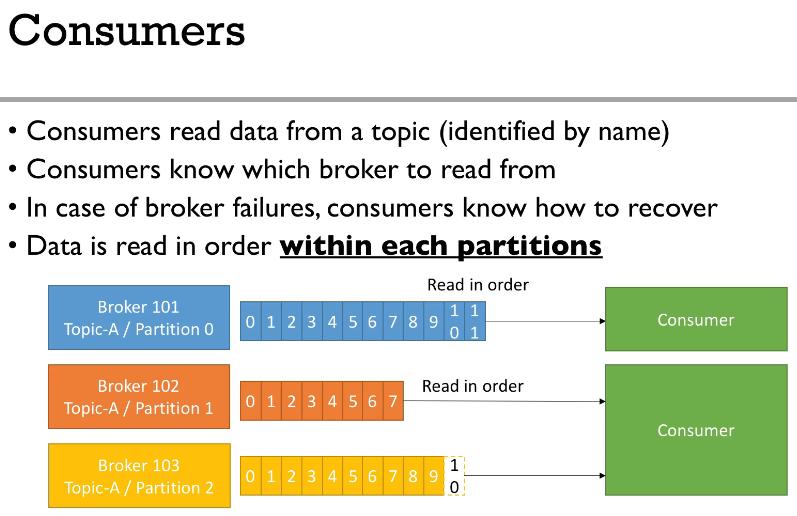 Consumers
• Consumers read data from a topic (identified by name)
• Consumers know which broker to read from
• In case of broker failures, consumers know how to recover
• Data is read in order within each partitions
Read in order
Broker 101
Topic-A / Partition 0
0 1 2 3 4 5 6 7 8 9 10 11
Consumer
Broker 102
Topic-A / Partition 1
0 1 2 3 4 5 6 7
Read in order
Consumer
Broker 103
Topic-A / Partition 2
0 1 2 3 4 5 6 7 8 9 10